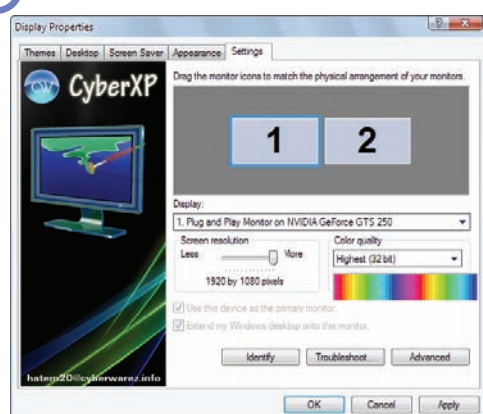 Display Properties
Themes Desktop Screen Saver Appearance Settings
CW CyberXP
Drag the monitor icons to match the physical arrangement of your monitors.
1 2
Display:
1. Plug and Play Monitor on NVIDIA GeForce GTS 250
Screen resolution
Less More
1920 by 1080 pixels
Color quality
Highest (32 bit)
Use this device as the primary monitor.
Extend my Windows desktop onto this monitor.
Identify Troubleshoot... Advanced
hatem20@cyberwarez.info
OK Cancel Apply